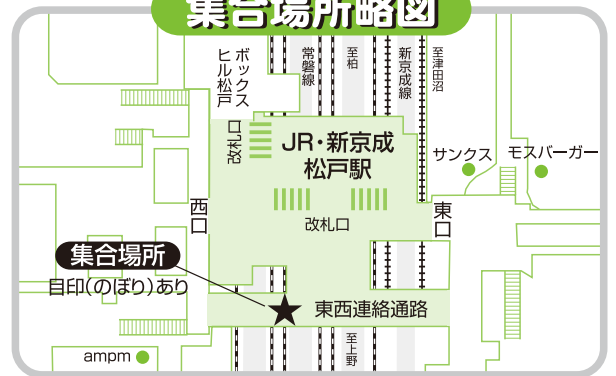 集合場所略図
ボックス
ヒル松戸
常磐線
至柏
新京成線
至津田沼
改札口
JR・新京成
松戸駅
サンクス
モスバーガー
改札口
西口
東口
集合場所
目印(のぼり)あり
東西連絡通路
至上野
ampm